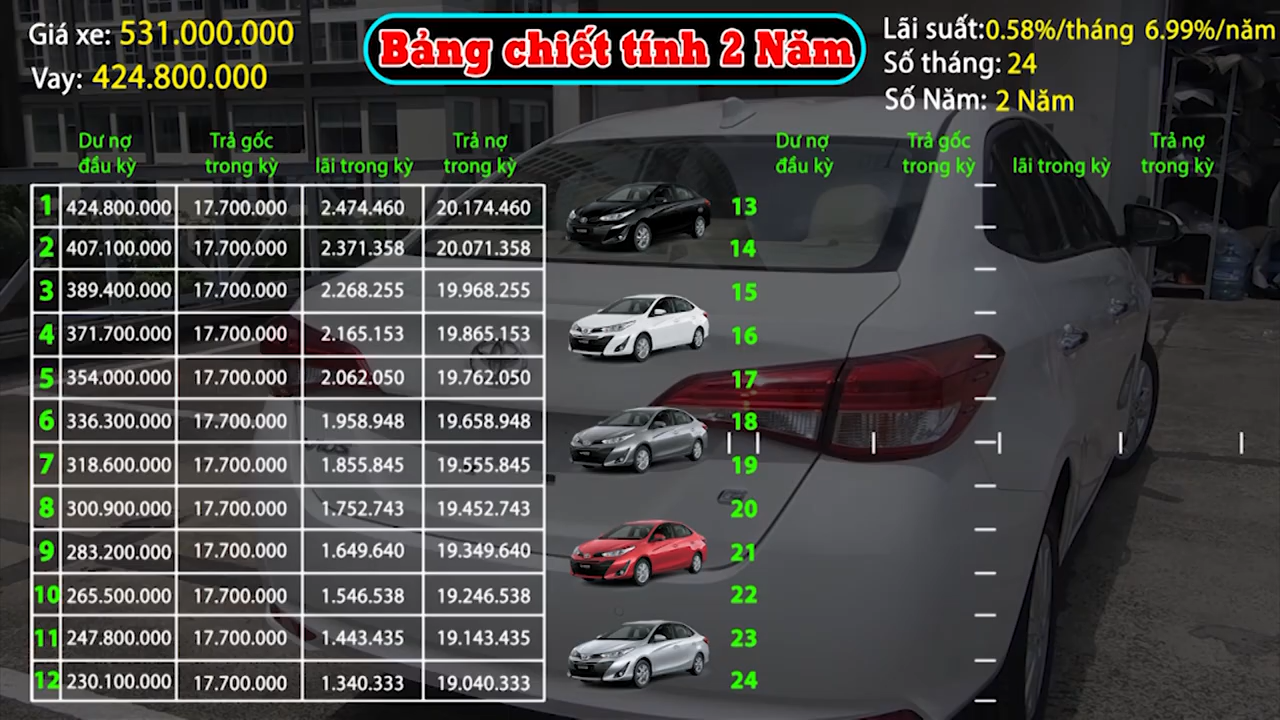 Giá xe: 531.000.000
Vay: 424.800.000
Bảng chiết tính 2 Năm
Lãi suất:0.58%/tháng 6.99%/năm
Số tháng: 24
Số Năm: 2 Năm
Dư nợ đầu kỳ Trả gốc trong kỳ lãi trong kỳ Trả nợ trong kỳ
1 424.800.000 17.700.000 2.474.460 20.174.460
2 407.100.000 17.700.000 2.371.358 20.071.358
3 389.400.000 17.700.000 2.268.255 19.968.255
4 371.700.000 17.700.000 2.165.153 19.865.153
5 354.000.000 17.700.000 2.062.050 19.762.050
6 336.300.000 17.700.000 1.958.948 19.658.948
7 318.600.000 17.700.000 1.855.845 19.555.845
8 300.900.000 17.700.000 1.752.743 19.452.743
9 283.200.000 17.700.000 1.649.640 19.349.640
10 265.500.000 17.700.000 1.546.538 19.246.538
11 247.800.000 17.700.000 1.443.435 19.143.435
12 230.100.000 17.700.000 1.340.333 19.040.333
Dư nợ đầu kỳ Trả gốc trong kỳ lãi trong kỳ Trả nợ trong kỳ
13
14
15
16
17
18
19
20
21
22
23
24